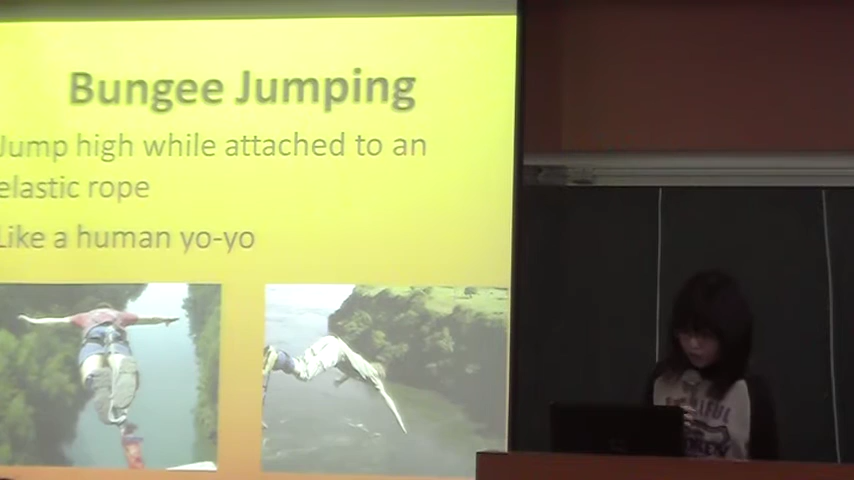 Bungee Jumping
Jump high while attached to an
elastic rope
Like a human yo-yo